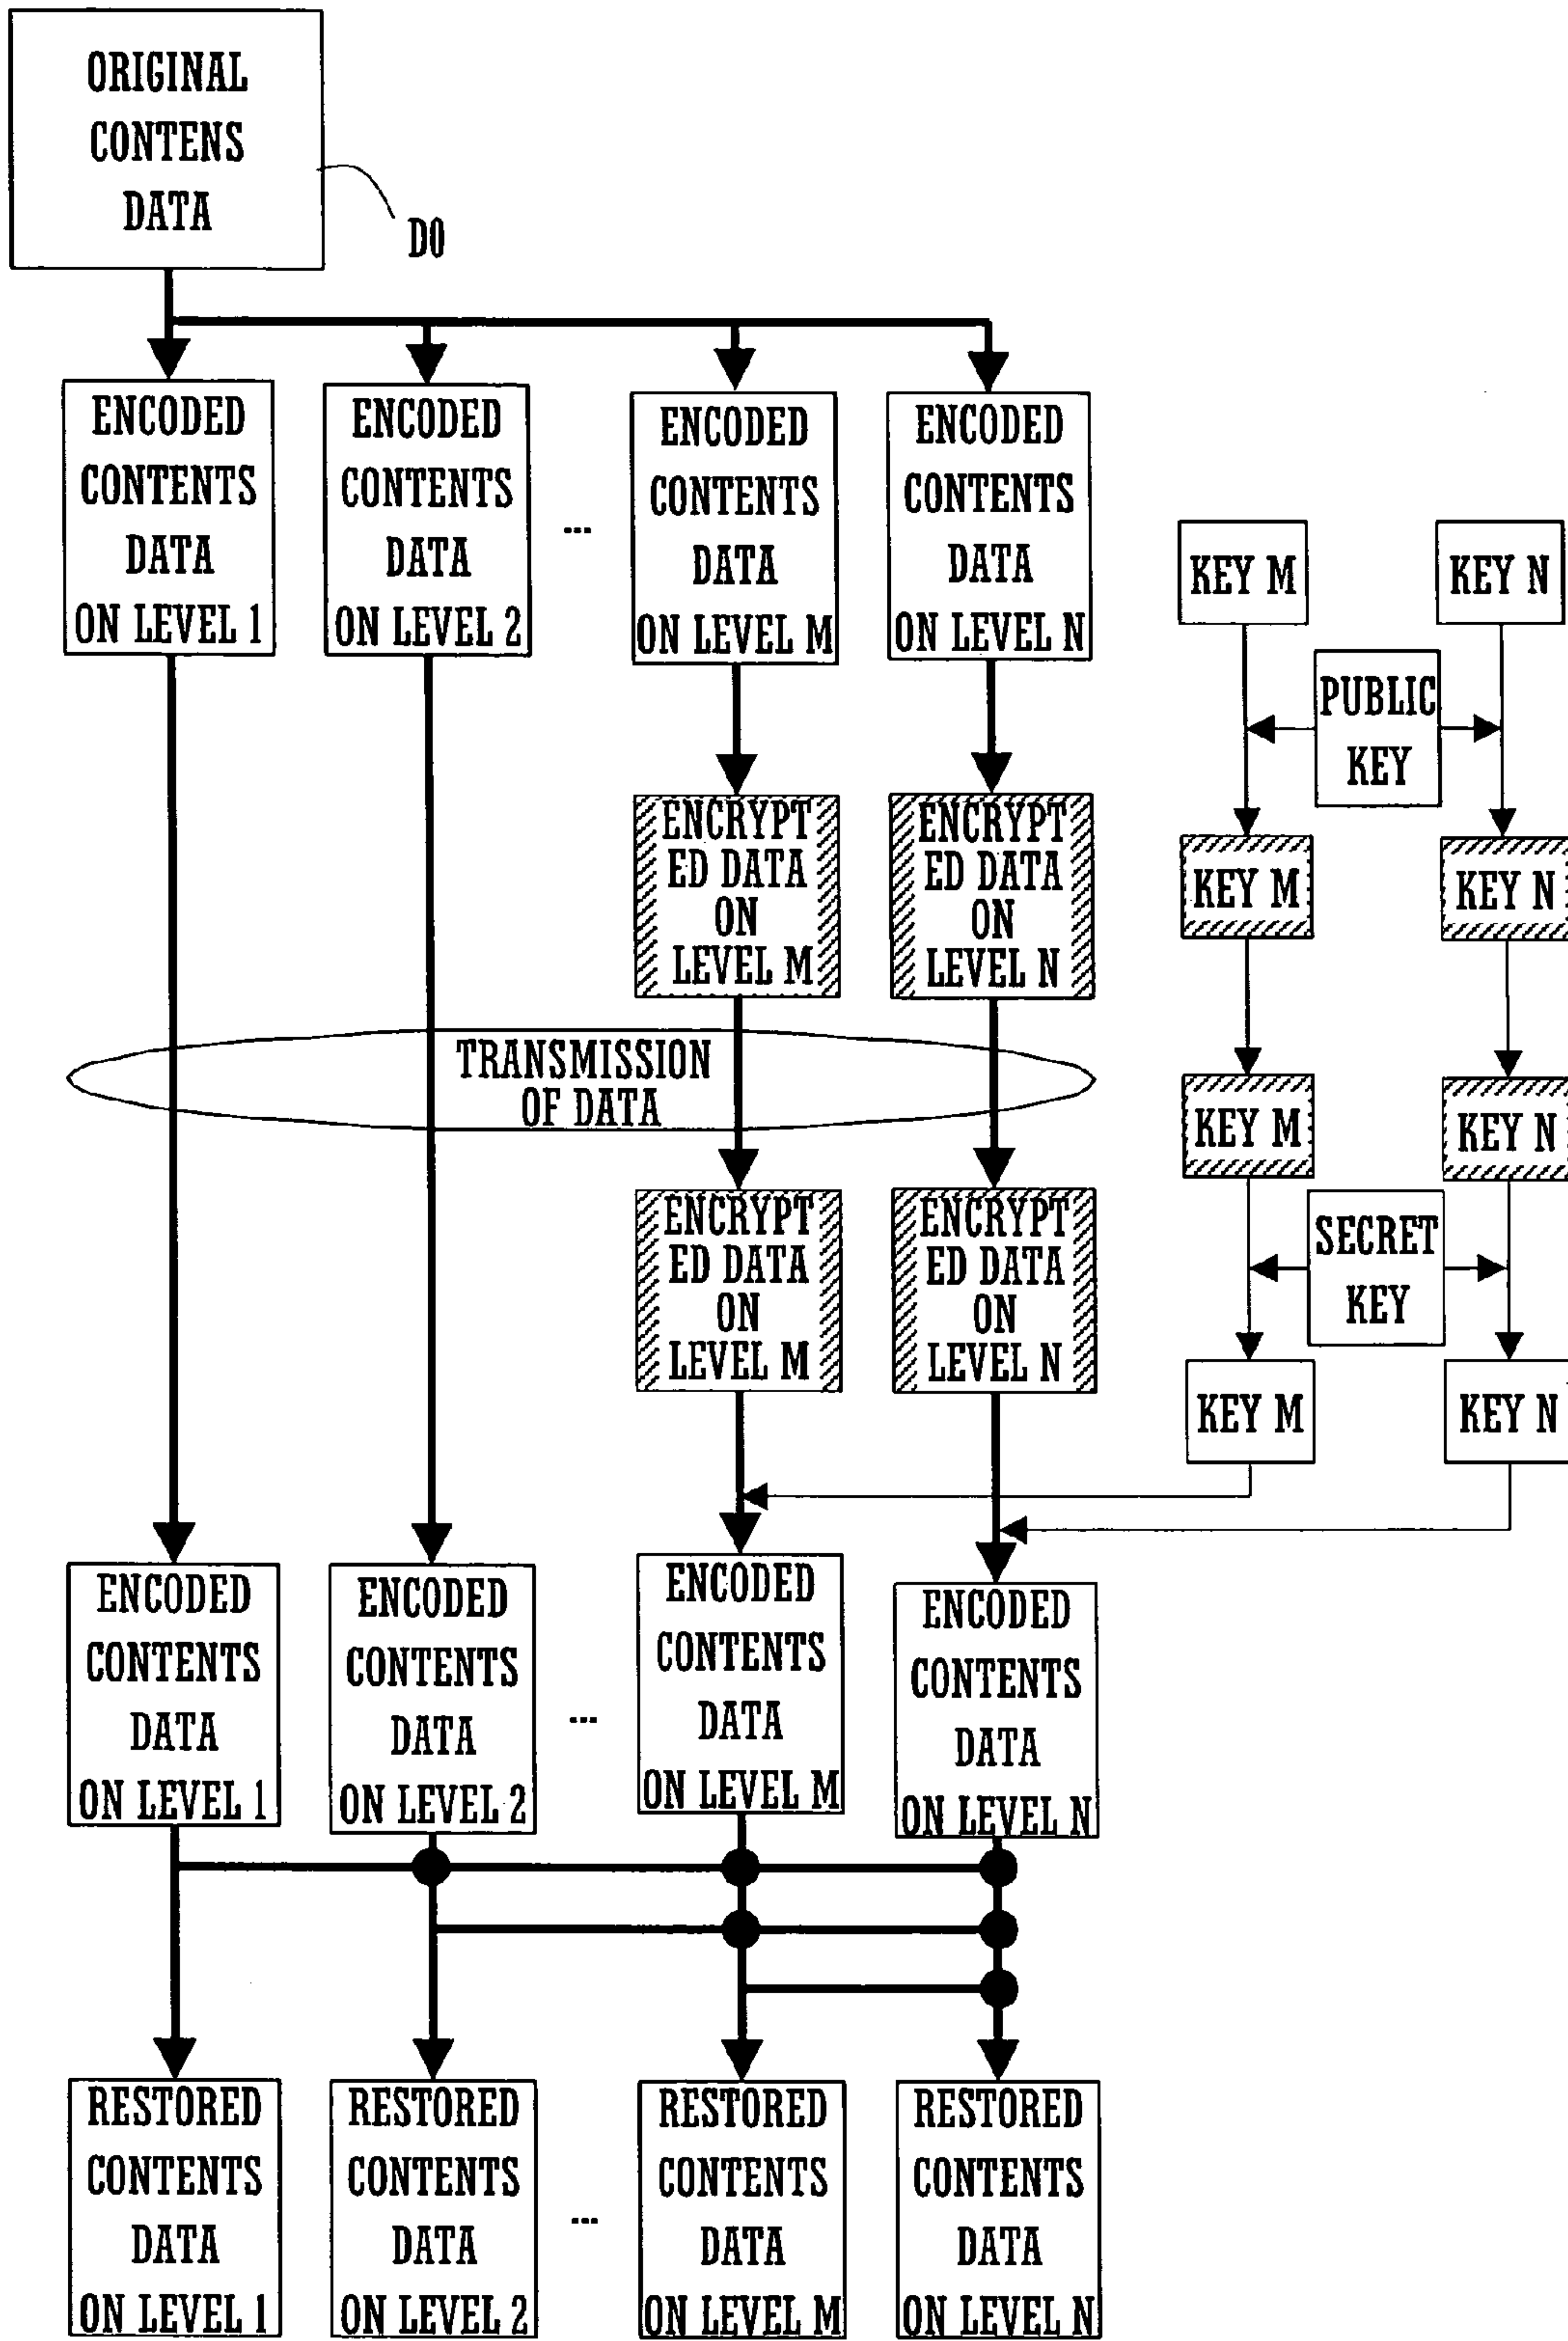 ORIGINAL
CONTENS
DATA
D0
ENCODED
CONTENTS
DATA
ON LEVEL 1
ENCODED
CONTENTS
DATA
ON LEVEL 2
...
ENCODED
CONTENTS
DATA
ON LEVEL M
ENCODED
CONTENTS
DATA
ON LEVEL N
KEY M
KEY N
PUBLIC
KEY
ENCRYPT
ED DATA
ON
LEVEL M
ENCRYPT
ED DATA
ON
LEVEL N
KEY M
KEY N
TRANSMISSION
OF DATA
KEY M
KEY N
ENCRYPT
ED DATA
ON
LEVEL M
ENCRYPT
ED DATA
ON
LEVEL N
SECRET
KEY
KEY M
KEY N
ENCODED
CONTENTS
DATA
ON LEVEL 1
ENCODED
CONTENTS
DATA
ON LEVEL 2
...
ENCODED
CONTENTS
DATA
ON LEVEL M
ENCODED
CONTENTS
DATA
ON LEVEL N
RESTORED
CONTENTS
DATA
ON LEVEL 1
RESTORED
CONTENTS
DATA
ON LEVEL 2
...
RESTORED
CONTENTS
DATA
ON LEVEL M
RESTORED
CONTENTS
DATA
ON LEVEL N